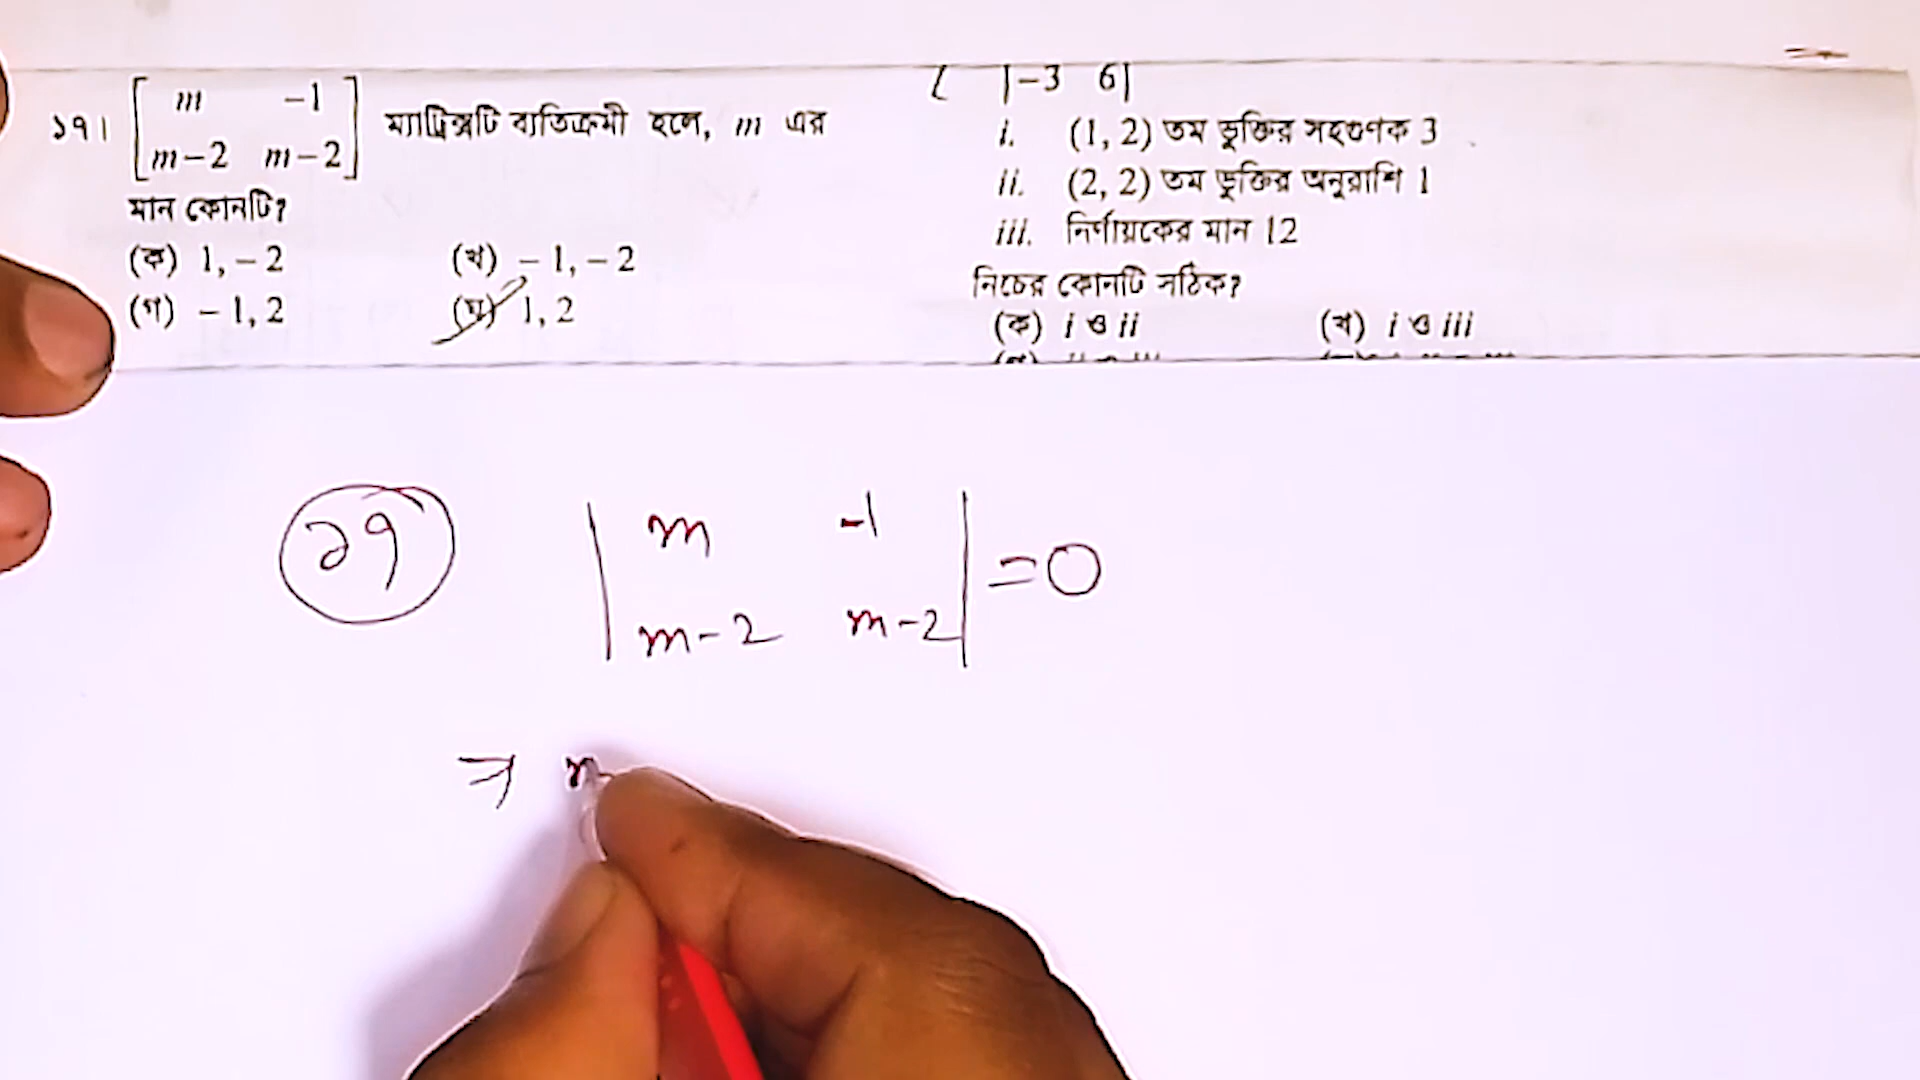 ১৭। [m -1
m-2 m-2] ম্যাট্রিক্সটি ব্যতিক্রমী হলে, m এর
মান কোনটি?
(ক) 1, – 2 (খ) – 1, – 2
(গ) – 1, 2 (ঘ) 1, 2
|-3 6|
i. (1, 2) তম ভুক্তির সহগুণক 3
ii. (2, 2) তম ভুক্তির অনুরাশি 1
iii. নির্ণায়কের মান 12
নিচের কোনটি সঠিক?
(ক) i ও ii (খ) i ও iii
১৭ |m -1
m-2 m-2| =0
⇒